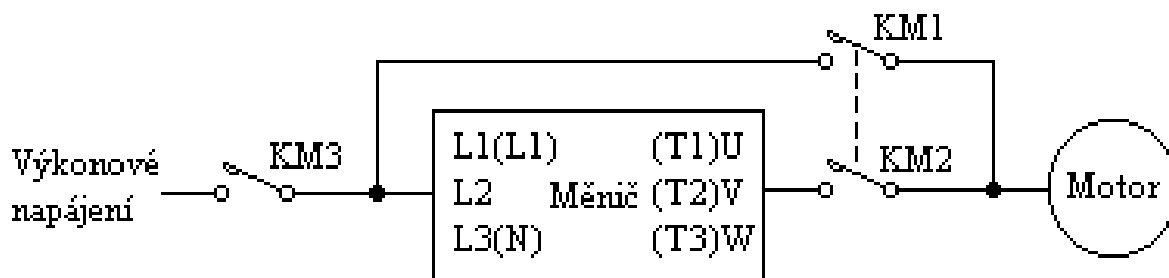 KM1
Výkonové
napájení
KM3
L1(L1)
(T1)U
L2
Měnič
(T2)V
L3(N)
(T3)W
KM2
Motor